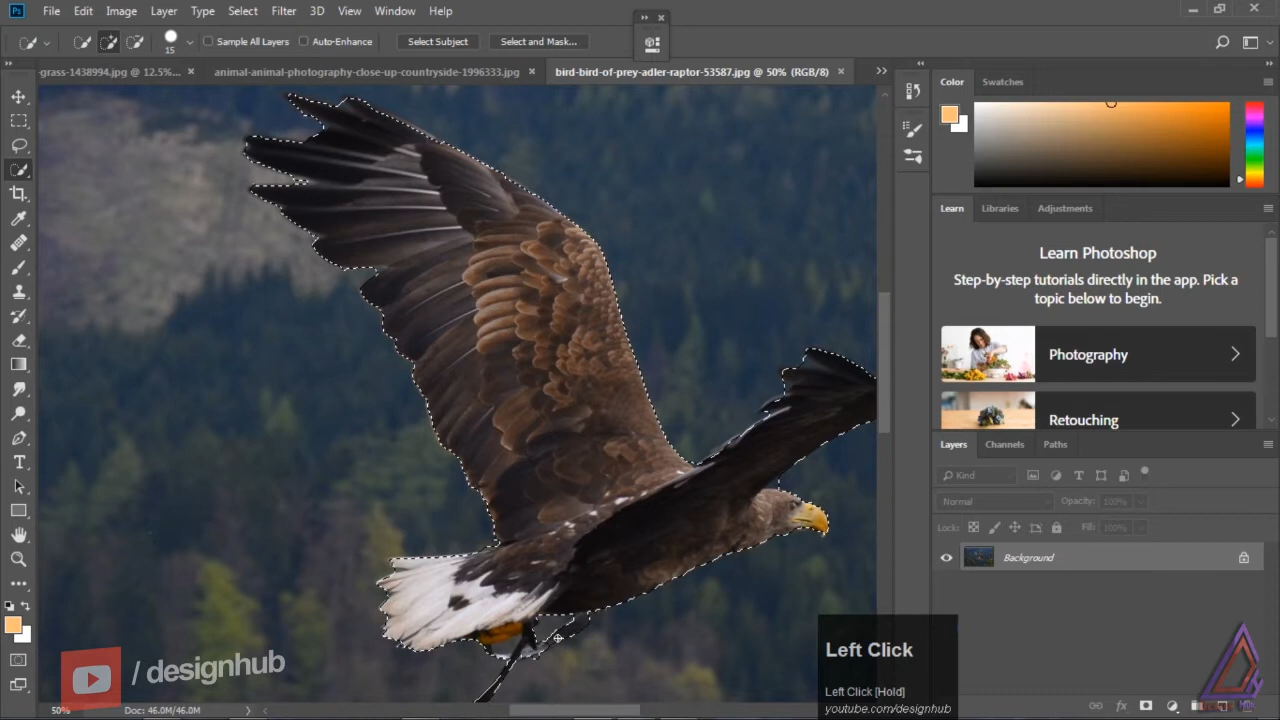 Ps File Edit Image Layer Type Select Filter 3D View Window Help
15 Sample All Layers Auto-Enhance Select Subject Select and Mask...
-grass-1438994.jpg @ 12.5%... × animal-animal-photography-close-up-countryside-1996333.jpg × bird-bird-of-prey-adler-raptor-53587.jpg @ 50% (RGB/8) ×
Color Swatches
Learn Libraries Adjustments
Learn Photoshop
Step-by-step tutorials directly in the app. Pick a
topic below to begin.
Photography
Retouching
Layers Channels Paths
Kind
Normal Opacity: 100%
Lock: Fill: 100%
Background
Left Click
Left Click [Hold]
youtube.com/designhub
/ designhub
50% Doc: 46.0M/46.0M